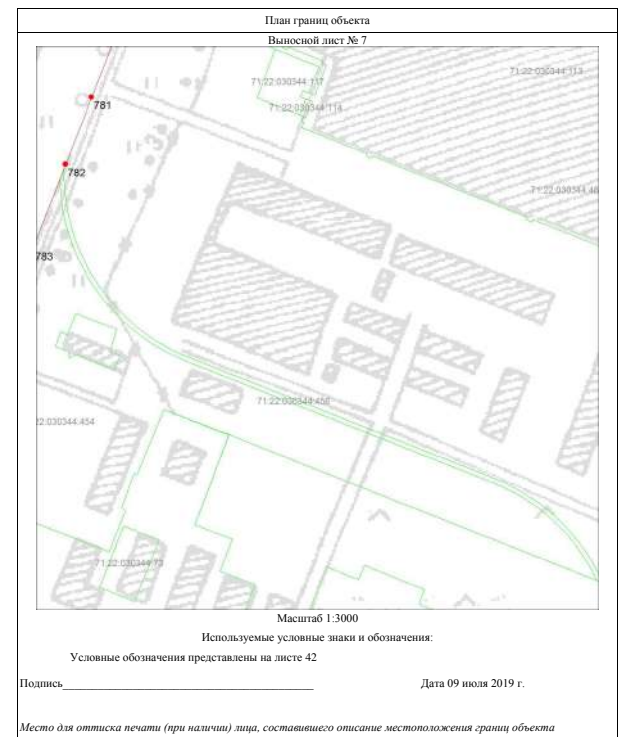 План границ объекта
Выносной лист № 7
71:22:030344:117
71:22:030344:113
781
71:22:030344:114
782
71:22:030344:46
783
71:22:030344:456
22:030344:454
71:22:030344:73
Масштаб 1:3000
Используемые условные знаки и обозначения:
Условные обозначения представлены на листе 42
Подпись Дата 09 июля 2019 г.
Место для оттиска печати (при наличии) лица, составившего описание местоположения границ объекта